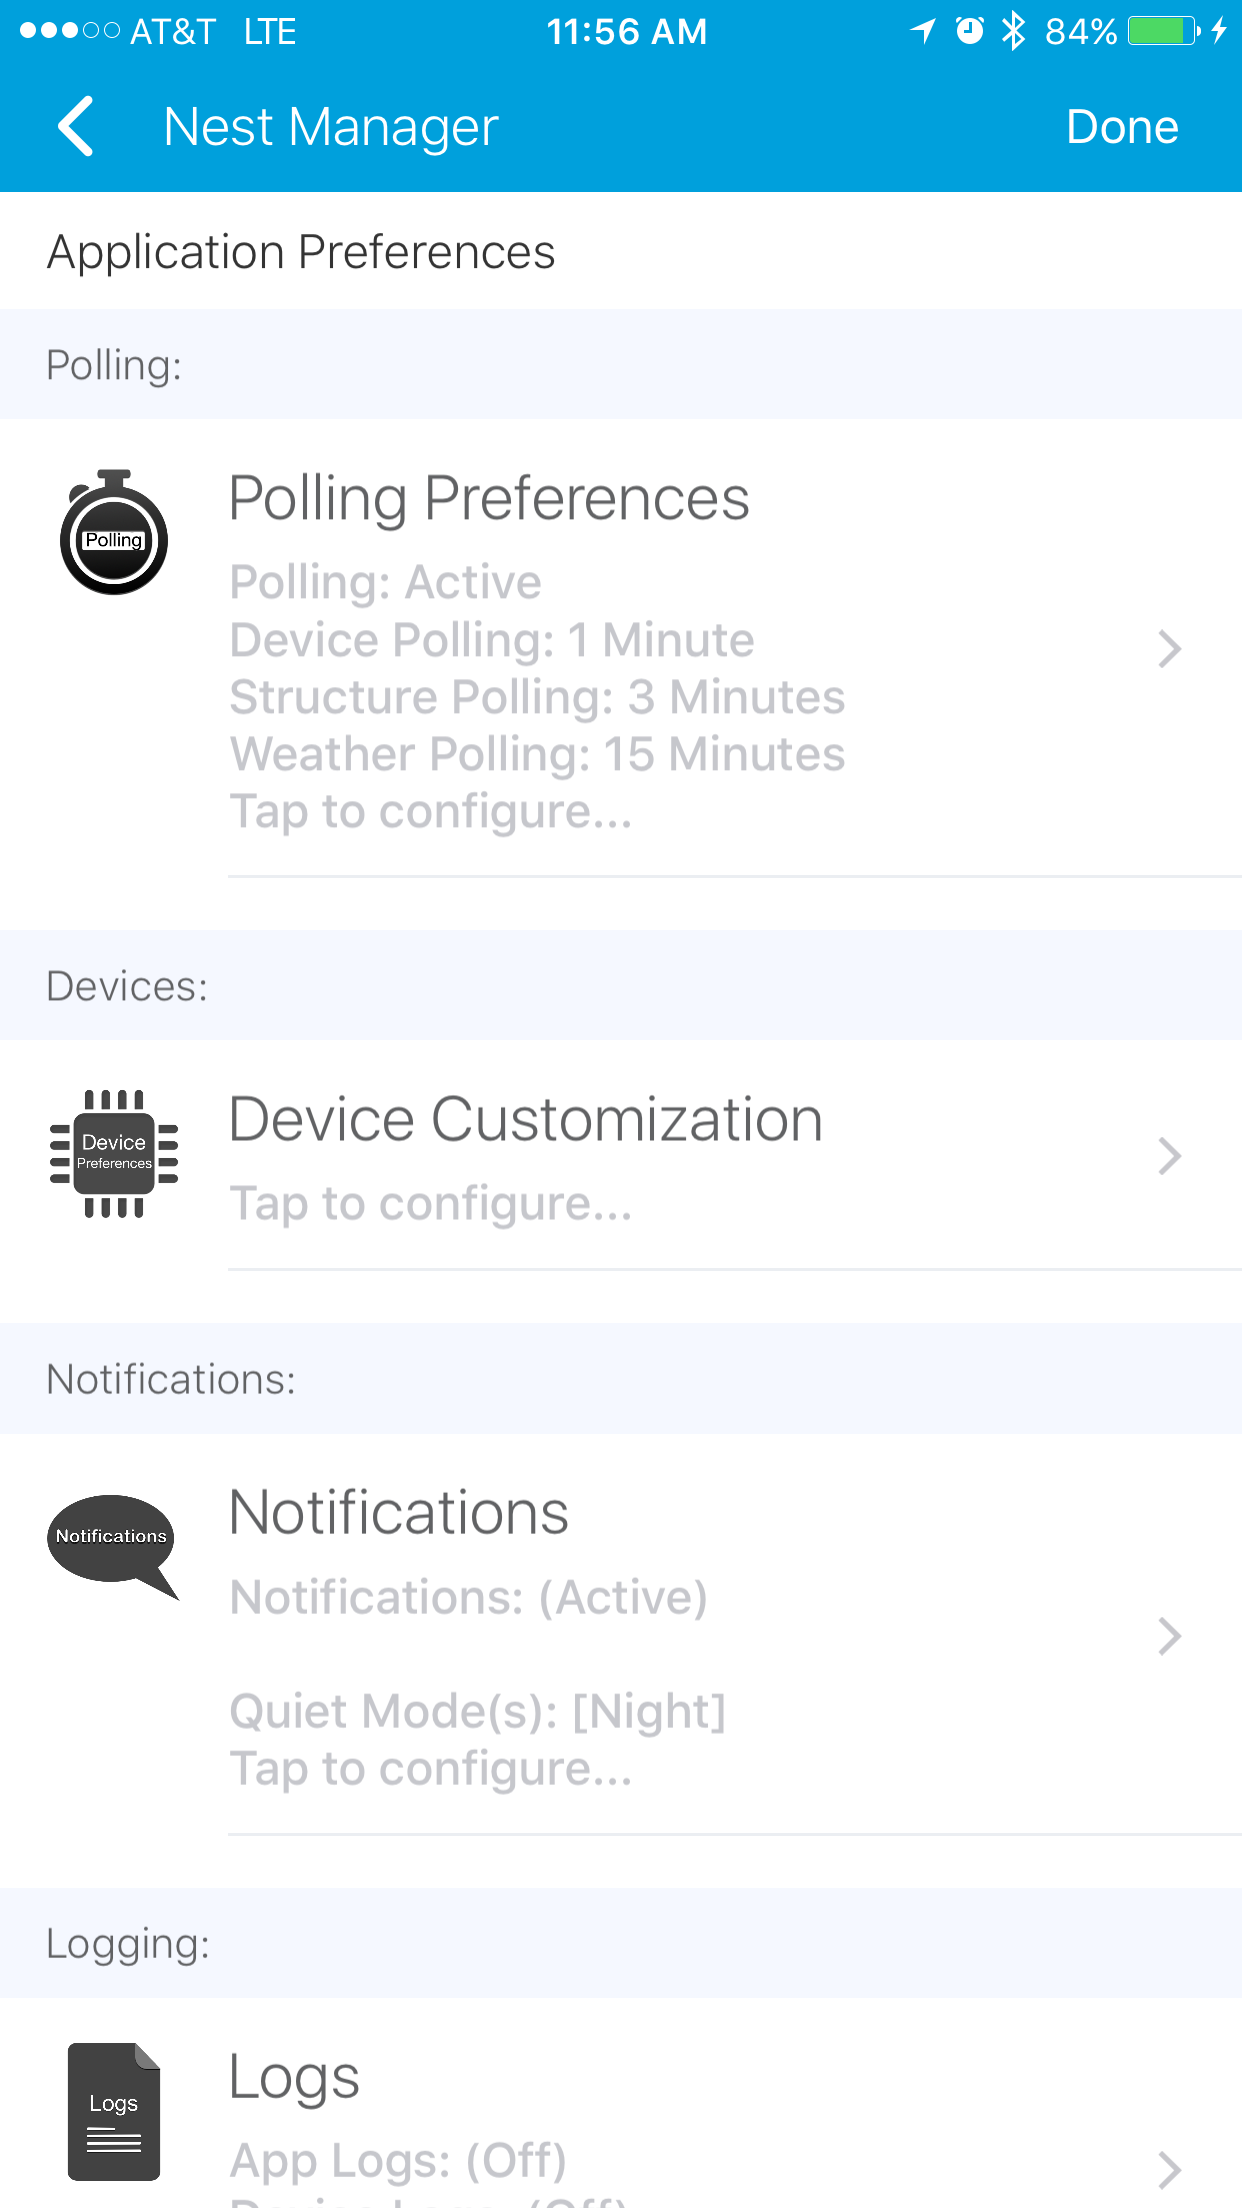 AT&T LTE 11:56 AM 84%
Nest Manager Done
Application Preferences
Polling:
Polling
Polling Preferences
Polling: Active
Device Polling: 1 Minute
Structure Polling: 3 Minutes
Weather Polling: 15 Minutes
Tap to configure...
Devices:
Device
Preferences
Device Customization
Tap to configure...
Notifications:
Notifications
Notifications
Notifications: (Active)
Quiet Mode(s): [Night]
Tap to configure...
Logging:
Logs
Logs
App Logs: (Off)